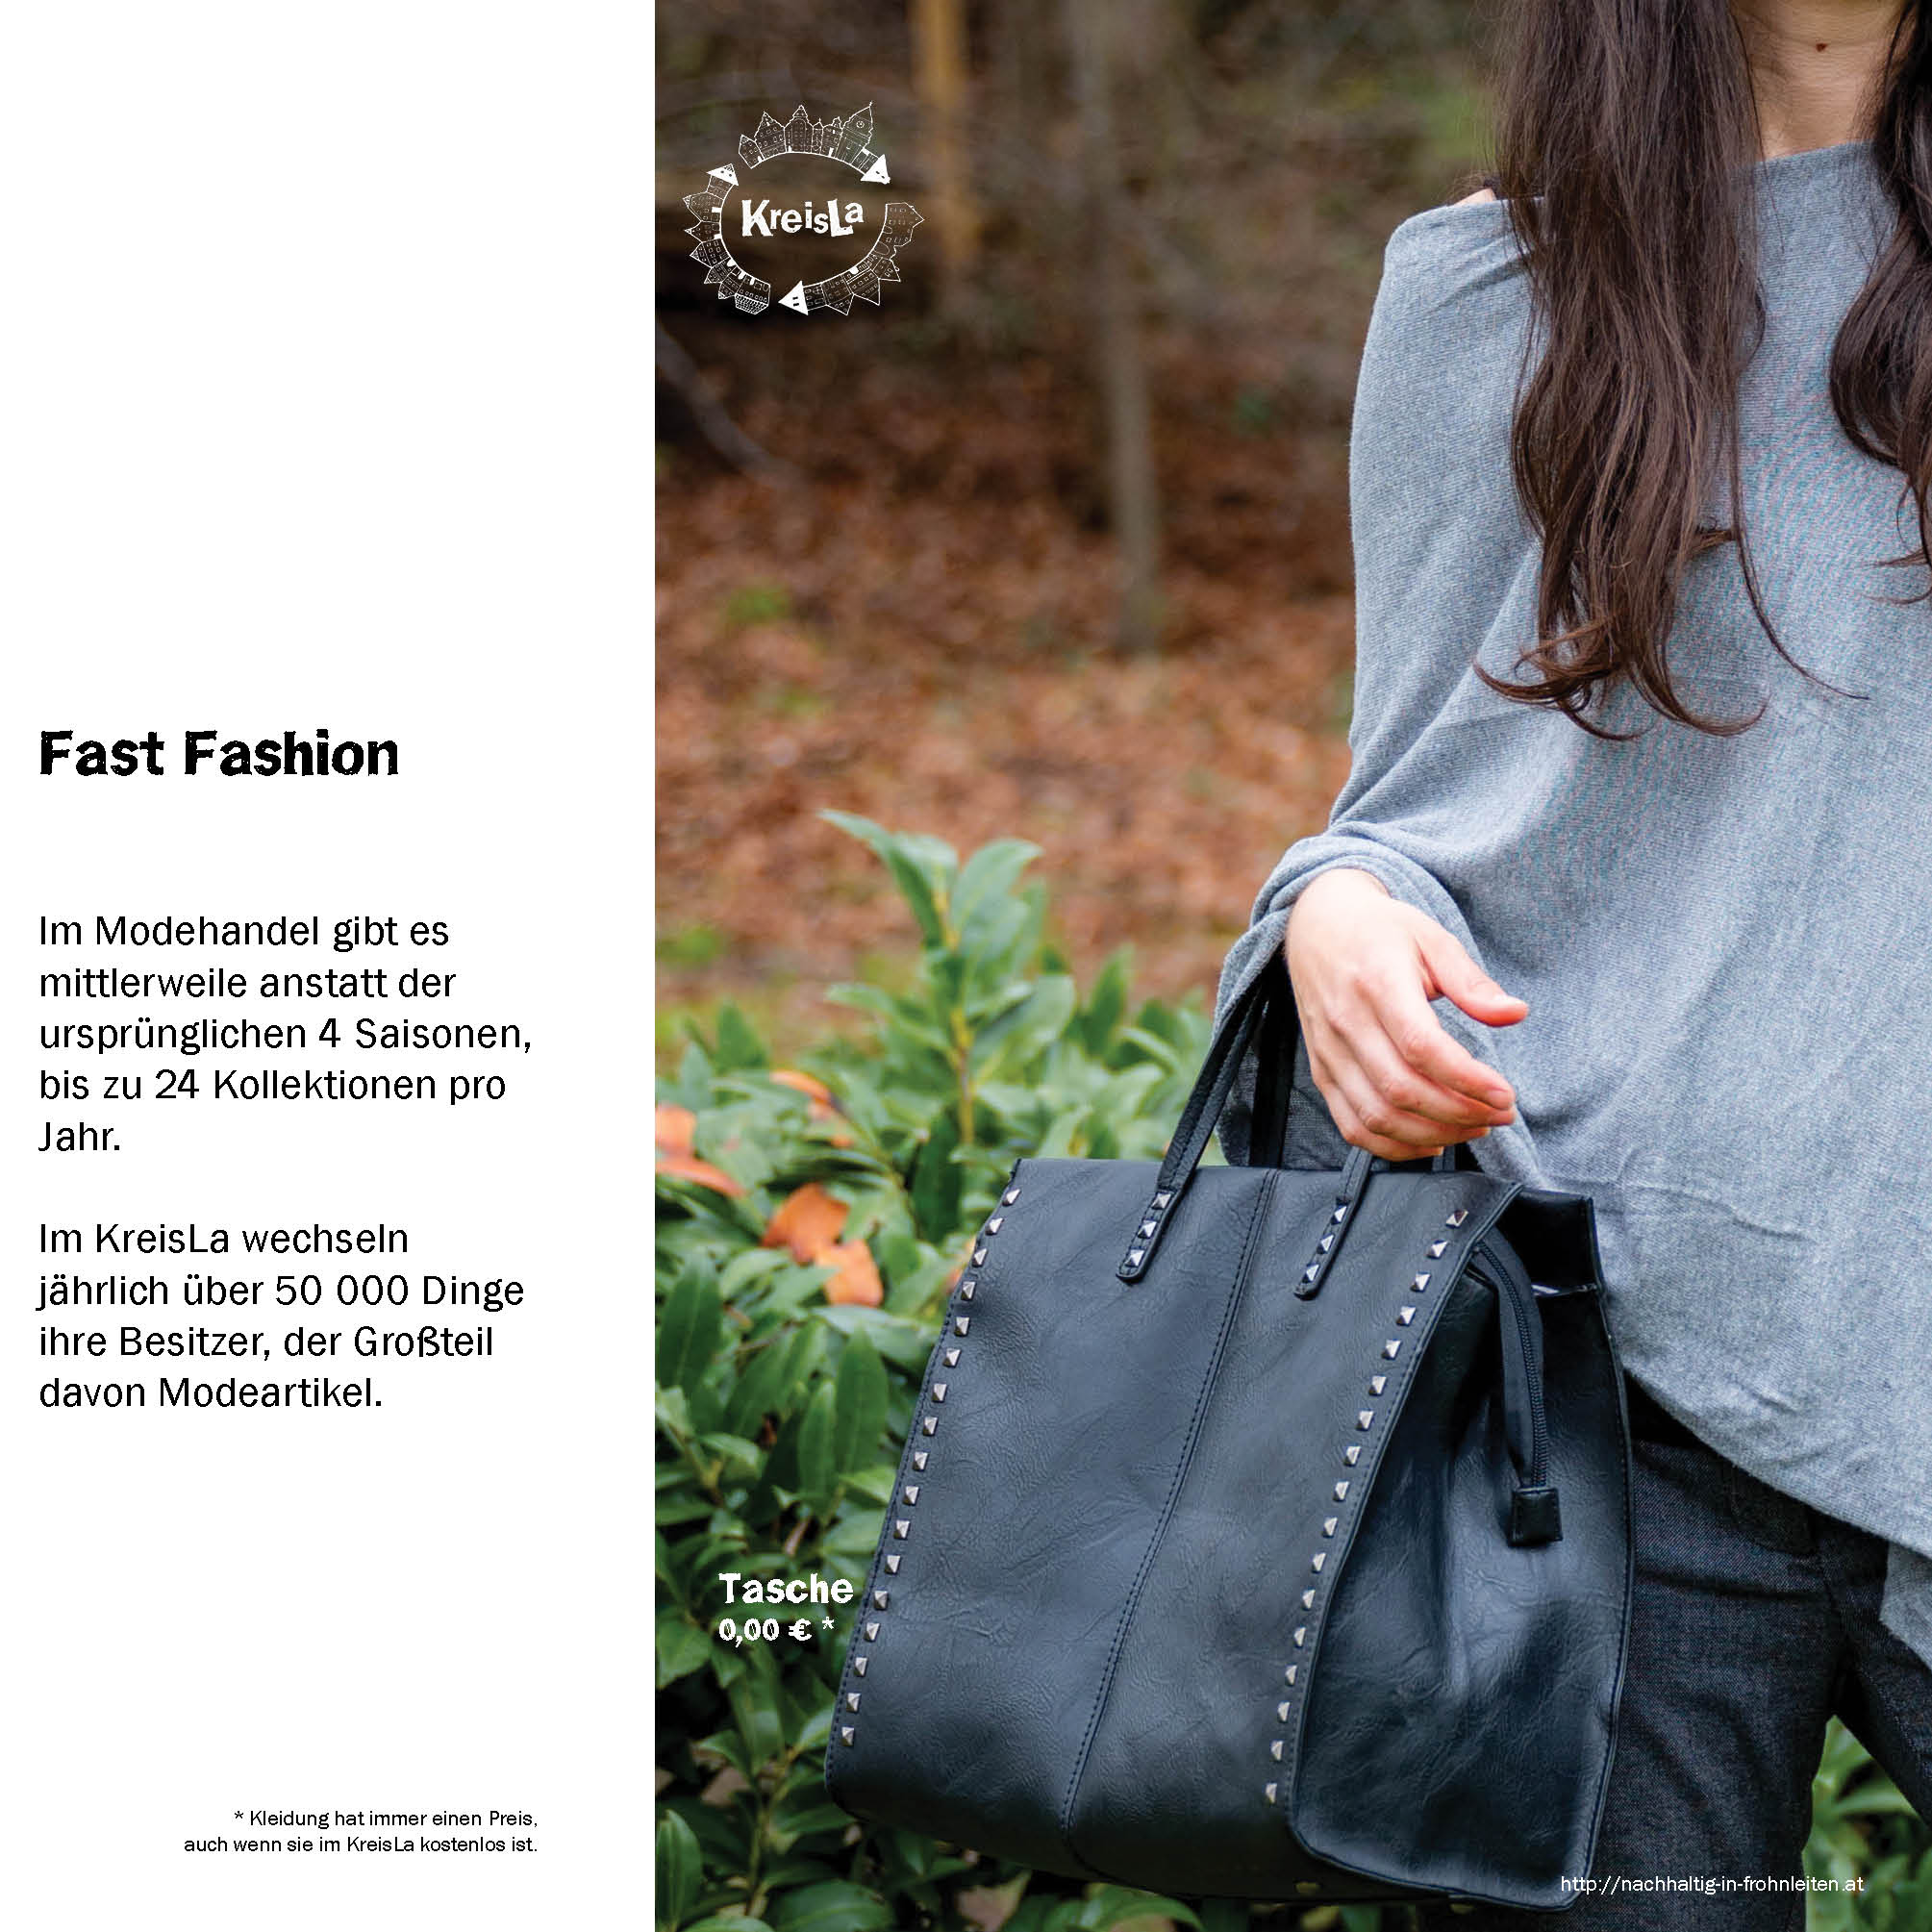 KreisLa
Fast Fashion
Im Modehandel gibt es
mittlerweile anstatt der
ursprünglichen 4 Saisonen,
bis zu 24 Kollektionen pro
Jahr.
Im KreisLa wechseln
jährlich über 50 000 Dinge
ihre Besitzer, der Großteil
davon Modeartikel.
Tasche
0,00 € *
* Kleidung hat immer einen Preis,
auch wenn sie im KreisLa kostenlos ist.
http://nachhaltig-in-frohnleiten.at